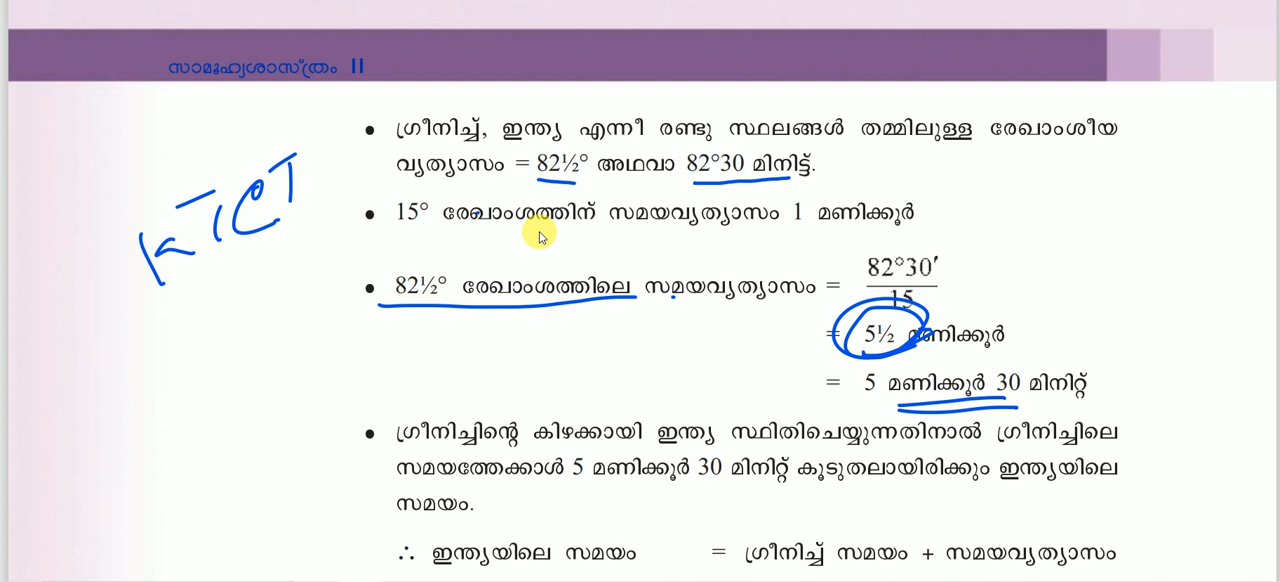 സാമൂഹ്യശാസ്ത്രം II
• ഗ്രീനിച്ച്, ഇന്ത്യ എന്നീ രണ്ടു സ്ഥലങ്ങൾ തമ്മിലുള്ള രേഖാംശീയ
വ്യത്യാസം = 82½° അഥവാ 82°30 മിനിട്ട്.
• 15° രേഖാംശത്തിന് സമയവ്യത്യാസം 1 മണിക്കൂർ
• 82½° രേഖാംശത്തിലെ സമയവ്യത്യാസം = 82°30′
15
= 5½ മണിക്കൂർ
= 5 മണിക്കൂർ 30 മിനിറ്റ്
• ഗ്രീനിച്ചിന്റെ കിഴക്കായി ഇന്ത്യ സ്ഥിതിചെയ്യുന്നതിനാൽ ഗ്രീനിച്ചിലെ
സമയത്തേക്കാൾ 5 മണിക്കൂർ 30 മിനിറ്റ് കൂടുതലായിരിക്കും ഇന്ത്യയിലെ
സമയം.
∴ ഇന്ത്യയിലെ സമയം = ഗ്രീനിച്ച് സമയം + സമയവ്യത്യാസം